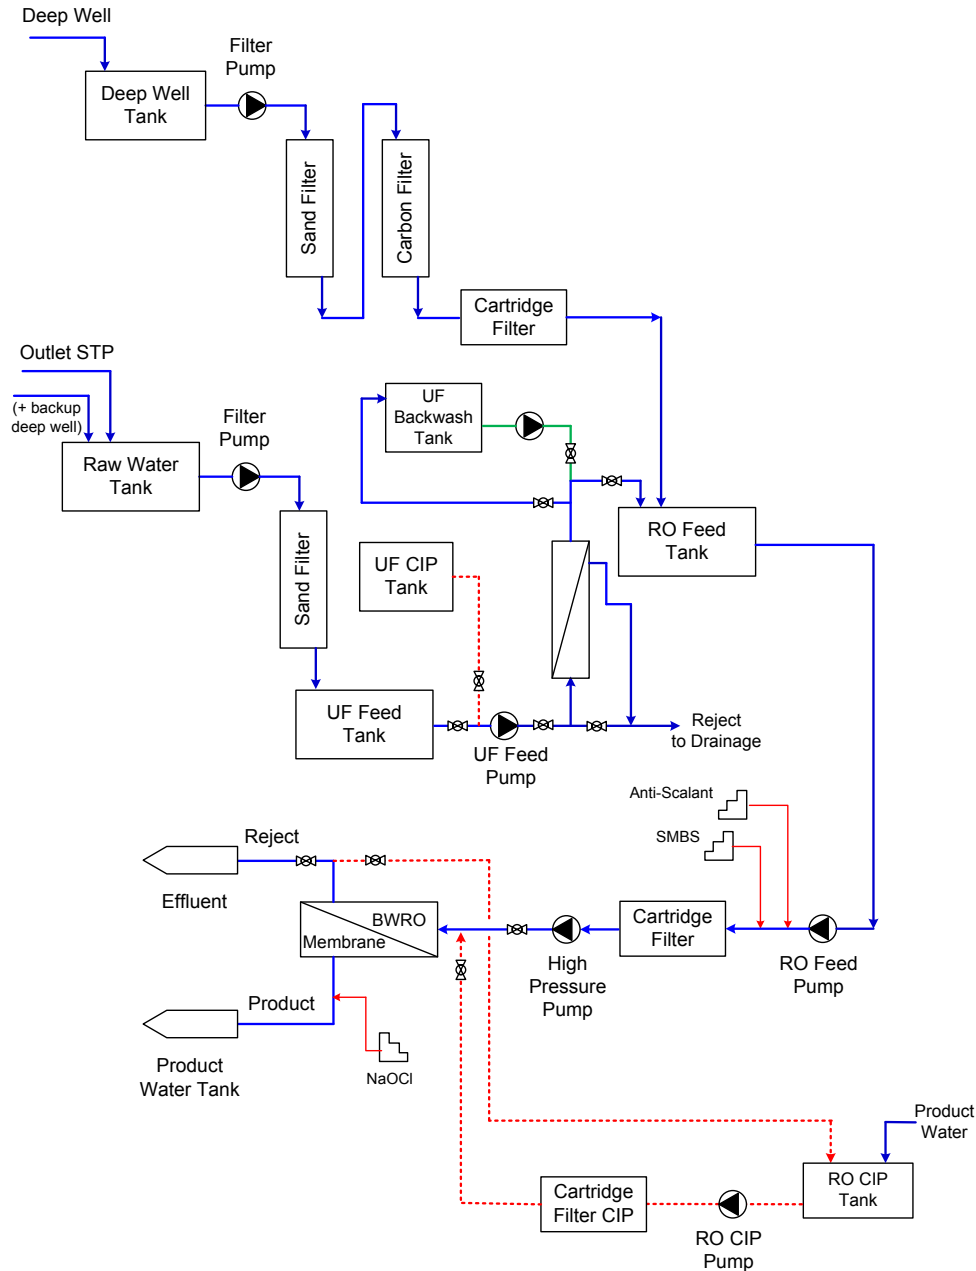 Deep Well
Filter
Pump
Deep Well
Tank
Sand Filter
Carbon Filter
Cartridge
Filter
Outlet STP
(+ backup
deep well)
Filter
Pump
Raw Water
Tank
UF
Backwash
Tank
RO Feed
Tank
Sand Filter
UF CIP
Tank
UF Feed
Tank
UF Feed
Pump
Reject
to Drainage
Anti-Scalant
SMBS
Reject
Effluent
BWRO
Membrane
Cartridge
Filter
High
Pressure
Pump
RO Feed
Pump
Product
Product
Water Tank
NaOCl
Product
Water
RO CIP
Tank
Cartridge
Filter CIP
RO CIP
Pump